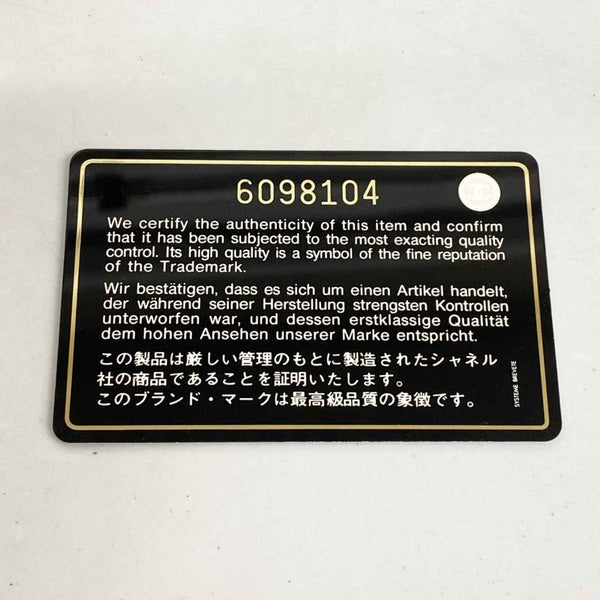 6098104
We certify the authenticity of this item and confirm
that it has been subjected to the most exacting quality
control. Its high quality is a symbol of the fine reputation
of the Trademark.
Wir bestätigen, dass es sich um einen Artikel handelt,
der während seiner Herstellung strengsten Kontrollen
unterworfen war, und dessen erstklassige Qualität
dem hohen Ansehen unserer Marke entspricht.
この製品は厳しい管理のもとに製造されたシャネル
社の商品であることを証明いたします。
このブランド・マークは最高級品質の象徴です。
SYSTEME BREVETE